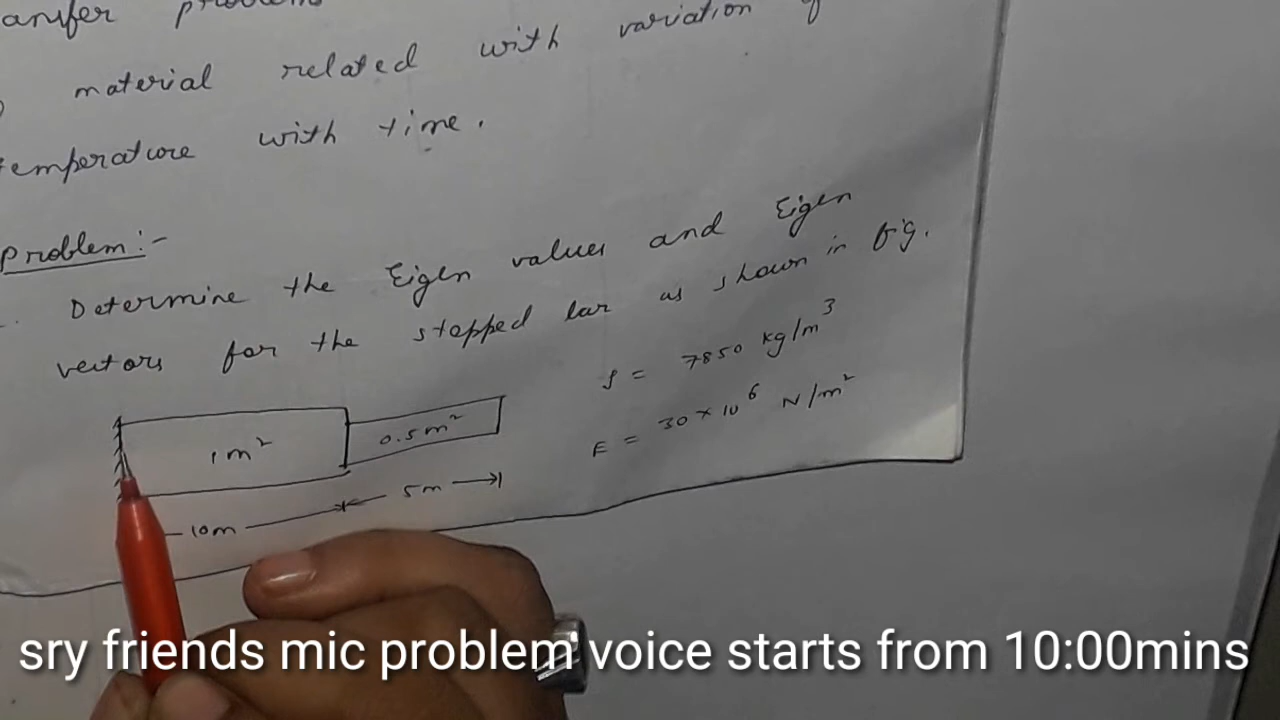 problem
material related with variation of
temperature with time.
Problem:-
Determine the Eigen values and Eigen
vectors for the stepped bar as shown in fig.
ρ = 7850 kg/m³
E = 30×10⁶ N/m²
1m² 0.5m²
10m 5m
sry friends mic problem voice starts from 10:00mins